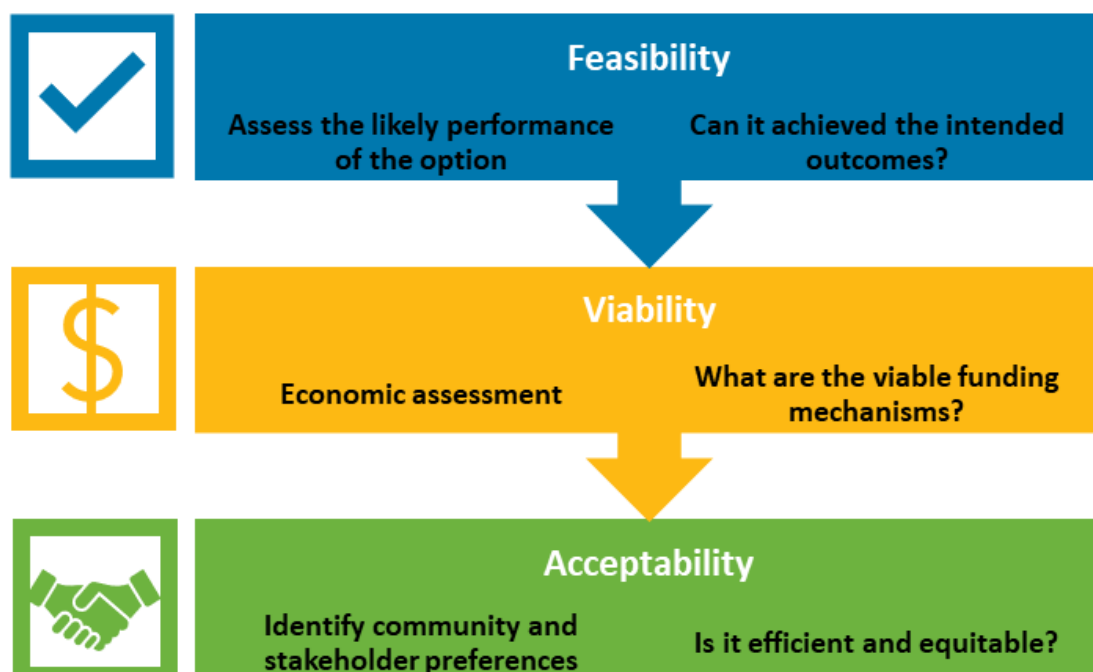 Feasibility
Assess the likely performance
of the option
Can it achieved the intended
outcomes?
Viability
Economic assessment
What are the viable funding
mechanisms?
Acceptability
Identify community and
stakeholder preferences
Is it efficient and equitable?